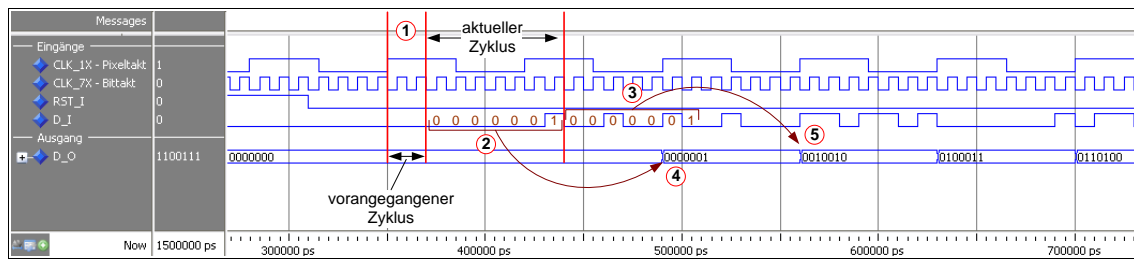 Messages
Eingänge
CLK_1X - Pixeltakt 1
CLK_7X - Bittakt 0
RST_I 0
D_I 0
Ausgang
D_O 1100111
1
aktueller
Zyklus
3
0 0 0 0 0 0 1 0 0 0 0 0 0 1
2
5
0000000 0000001 0010010 0100011 0110100
4
vorangegangener
Zyklus
Now 1500000 ps
300000 ps 400000 ps 500000 ps 600000 ps 700000 ps